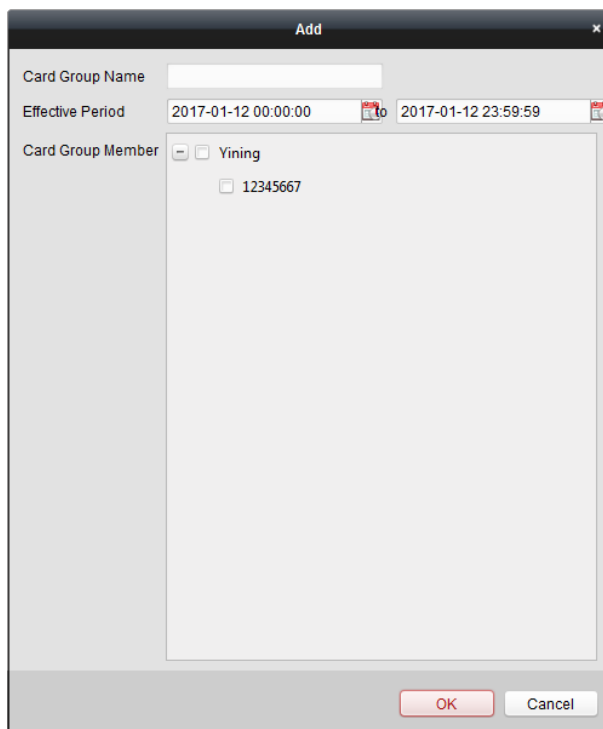 Add
Card Group Name
Effective Period 2017-01-12 00:00:00 to 2017-01-12 23:59:59
Card Group Member Yining
12345667
OK Cancel